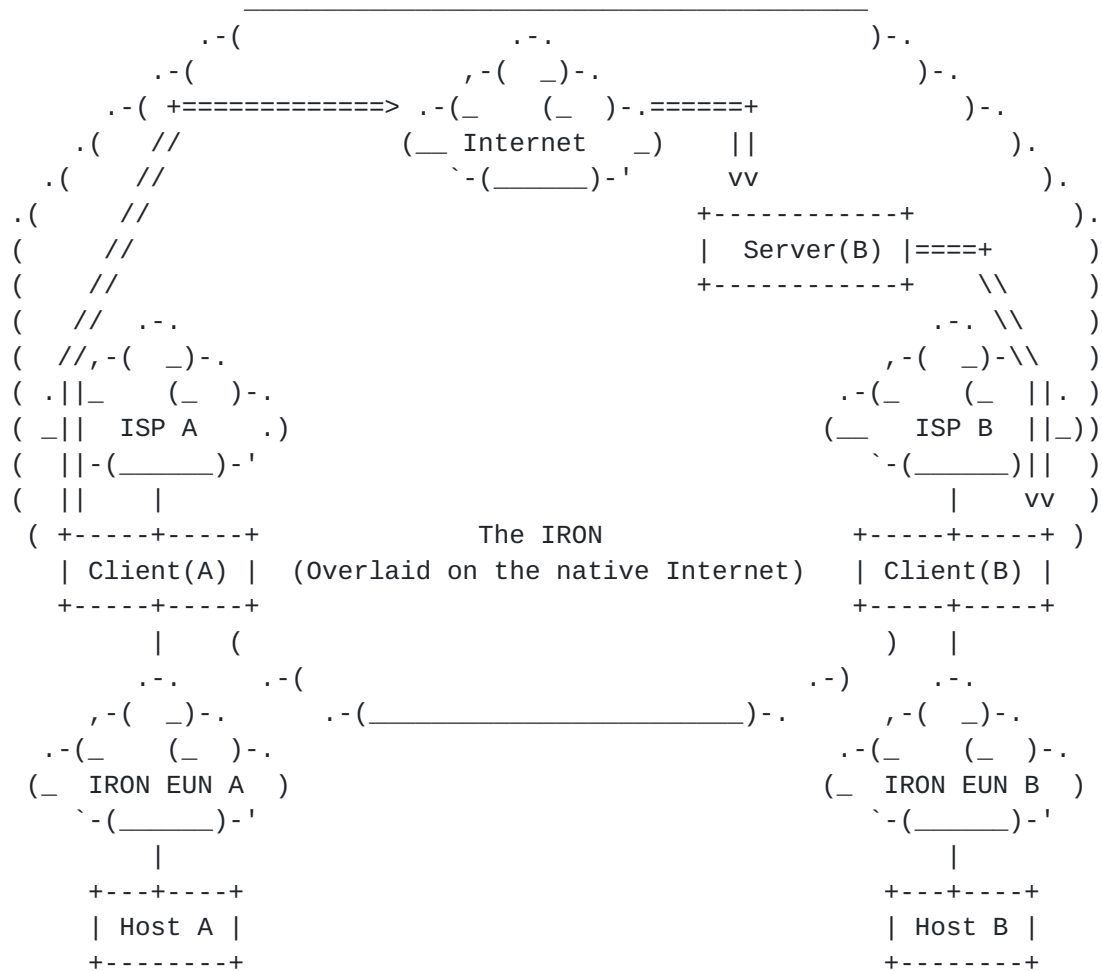 Internet
Server(B)
ISP A ISP B
The IRON
Client(A) (Overlaid on the native Internet) Client(B)
IRON EUN A IRON EUN B
Host A Host B